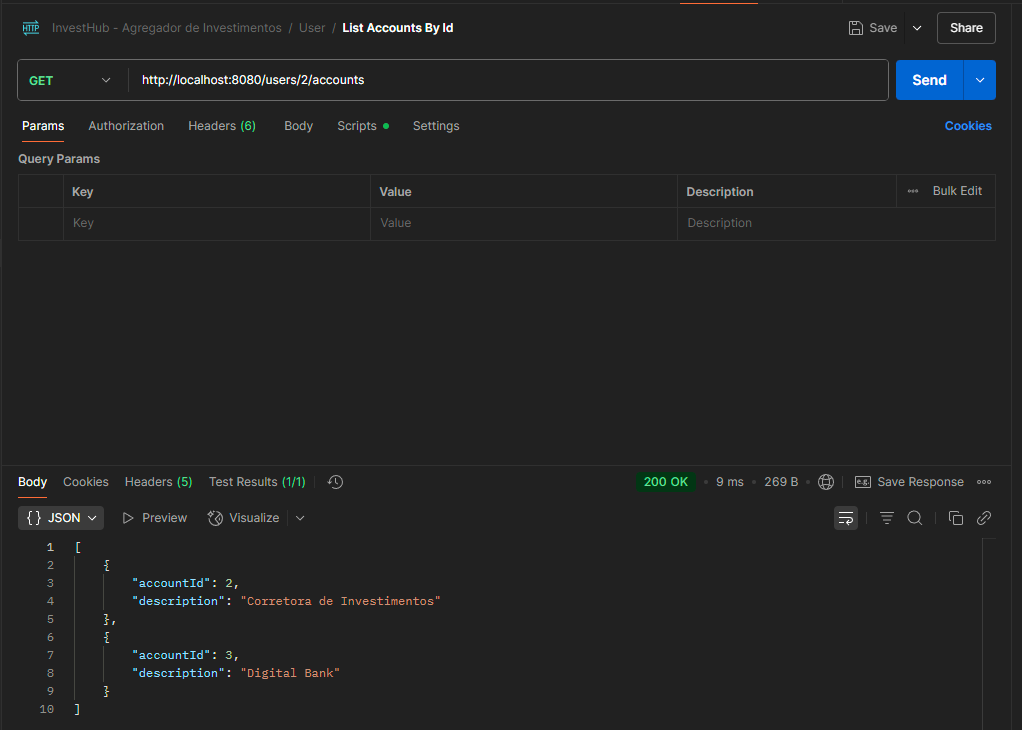 HTTP InvestHub - Agregador de Investimentos / User / List Accounts By Id Save Share
GET http://localhost:8080/users/2/accounts Send
Params Authorization Headers (6) Body Scripts Settings Cookies
Query Params
Key Value Description Bulk Edit
Key Value Description
Body Cookies Headers (5) Test Results (1/1) 200 OK 9 ms 269 B e.g. Save Response
{} JSON Preview Visualize
1 [
2 {
3 "accountId": 2,
4 "description": "Corretora de Investimentos"
5 },
6 {
7 "accountId": 3,
8 "description": "Digital Bank"
9 }
10 ]